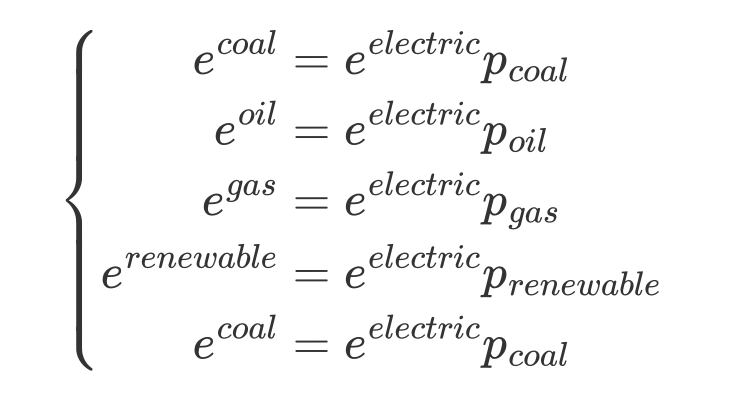 e^{coal} = e^{electric} p_{coal}
e^{oil} = e^{electric} p_{oil}
e^{gas} = e^{electric} p_{gas}
e^{renewable} = e^{electric} p_{renewable}
e^{coal} = e^{electric} p_{coal}